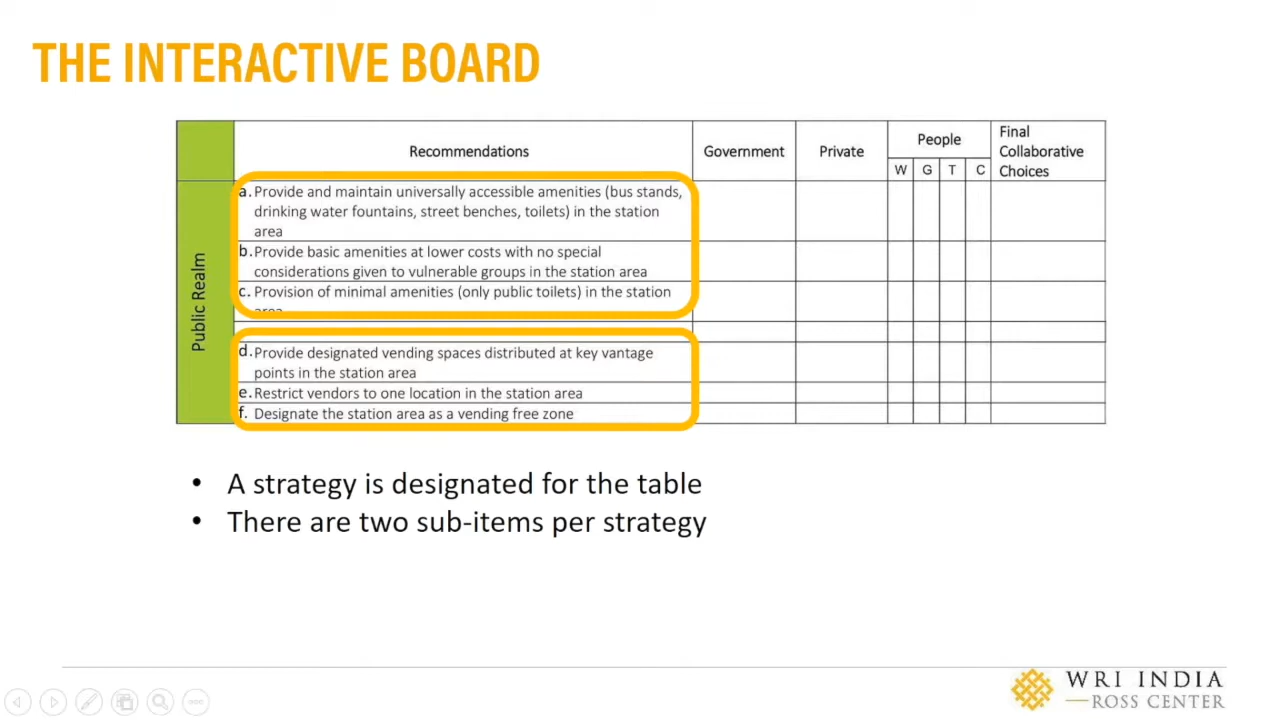 THE INTERACTIVE BOARD
Recommendations
Government
Private
People
Final
Collaborative
Choices
W G T C
Public Realm
a. Provide and maintain universally accessible amenities (bus stands,
drinking water fountains, street benches, toilets) in the station
area
b. Provide basic amenities at lower costs with no special
considerations given to vulnerable groups in the station area
c. Provision of minimal amenities (only public toilets) in the station
area
d. Provide designated vending spaces distributed at key vantage
points in the station area
e. Restrict vendors to one location in the station area
f. Designate the station area as a vending free zone
• A strategy is designated for the table
• There are two sub-items per strategy
WRI INDIA
ROSS CENTER